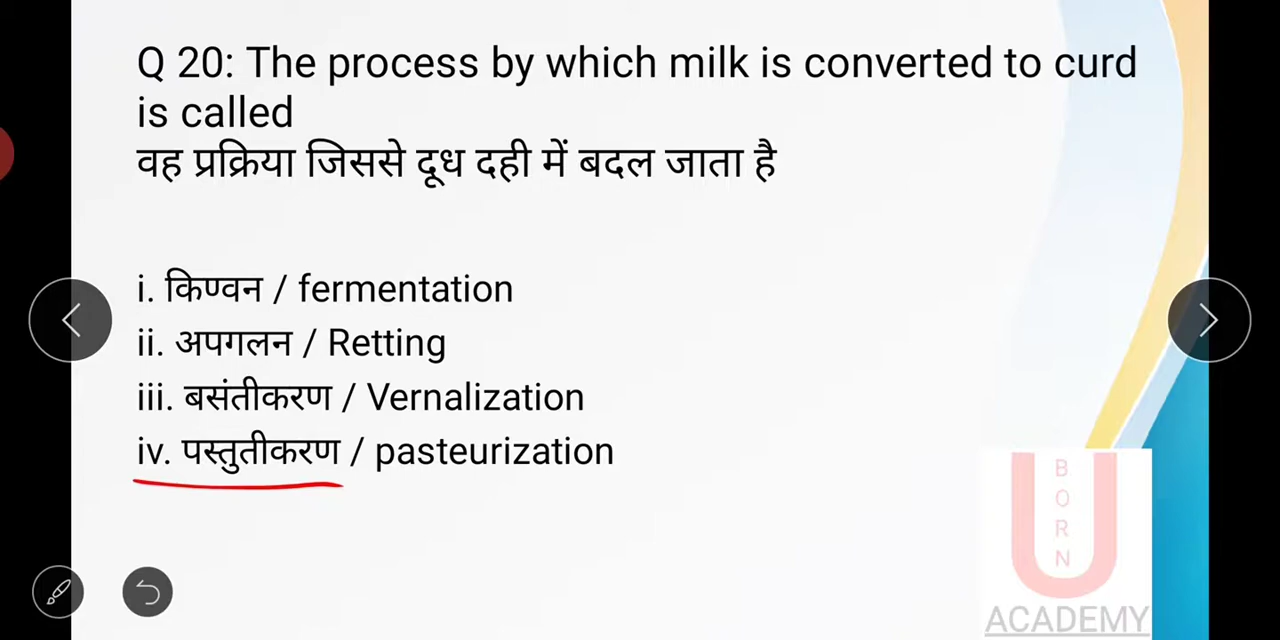 Q 20: The process by which milk is converted to curd
is called
वह प्रक्रिया जिससे दूध दही में बदल जाता है
i. किण्वन / fermentation
ii. अपगलन / Retting
iii. बसंतीकरण / Vernalization
iv. पस्तुतीकरण / pasteurization
BORN
U
ACADEMY